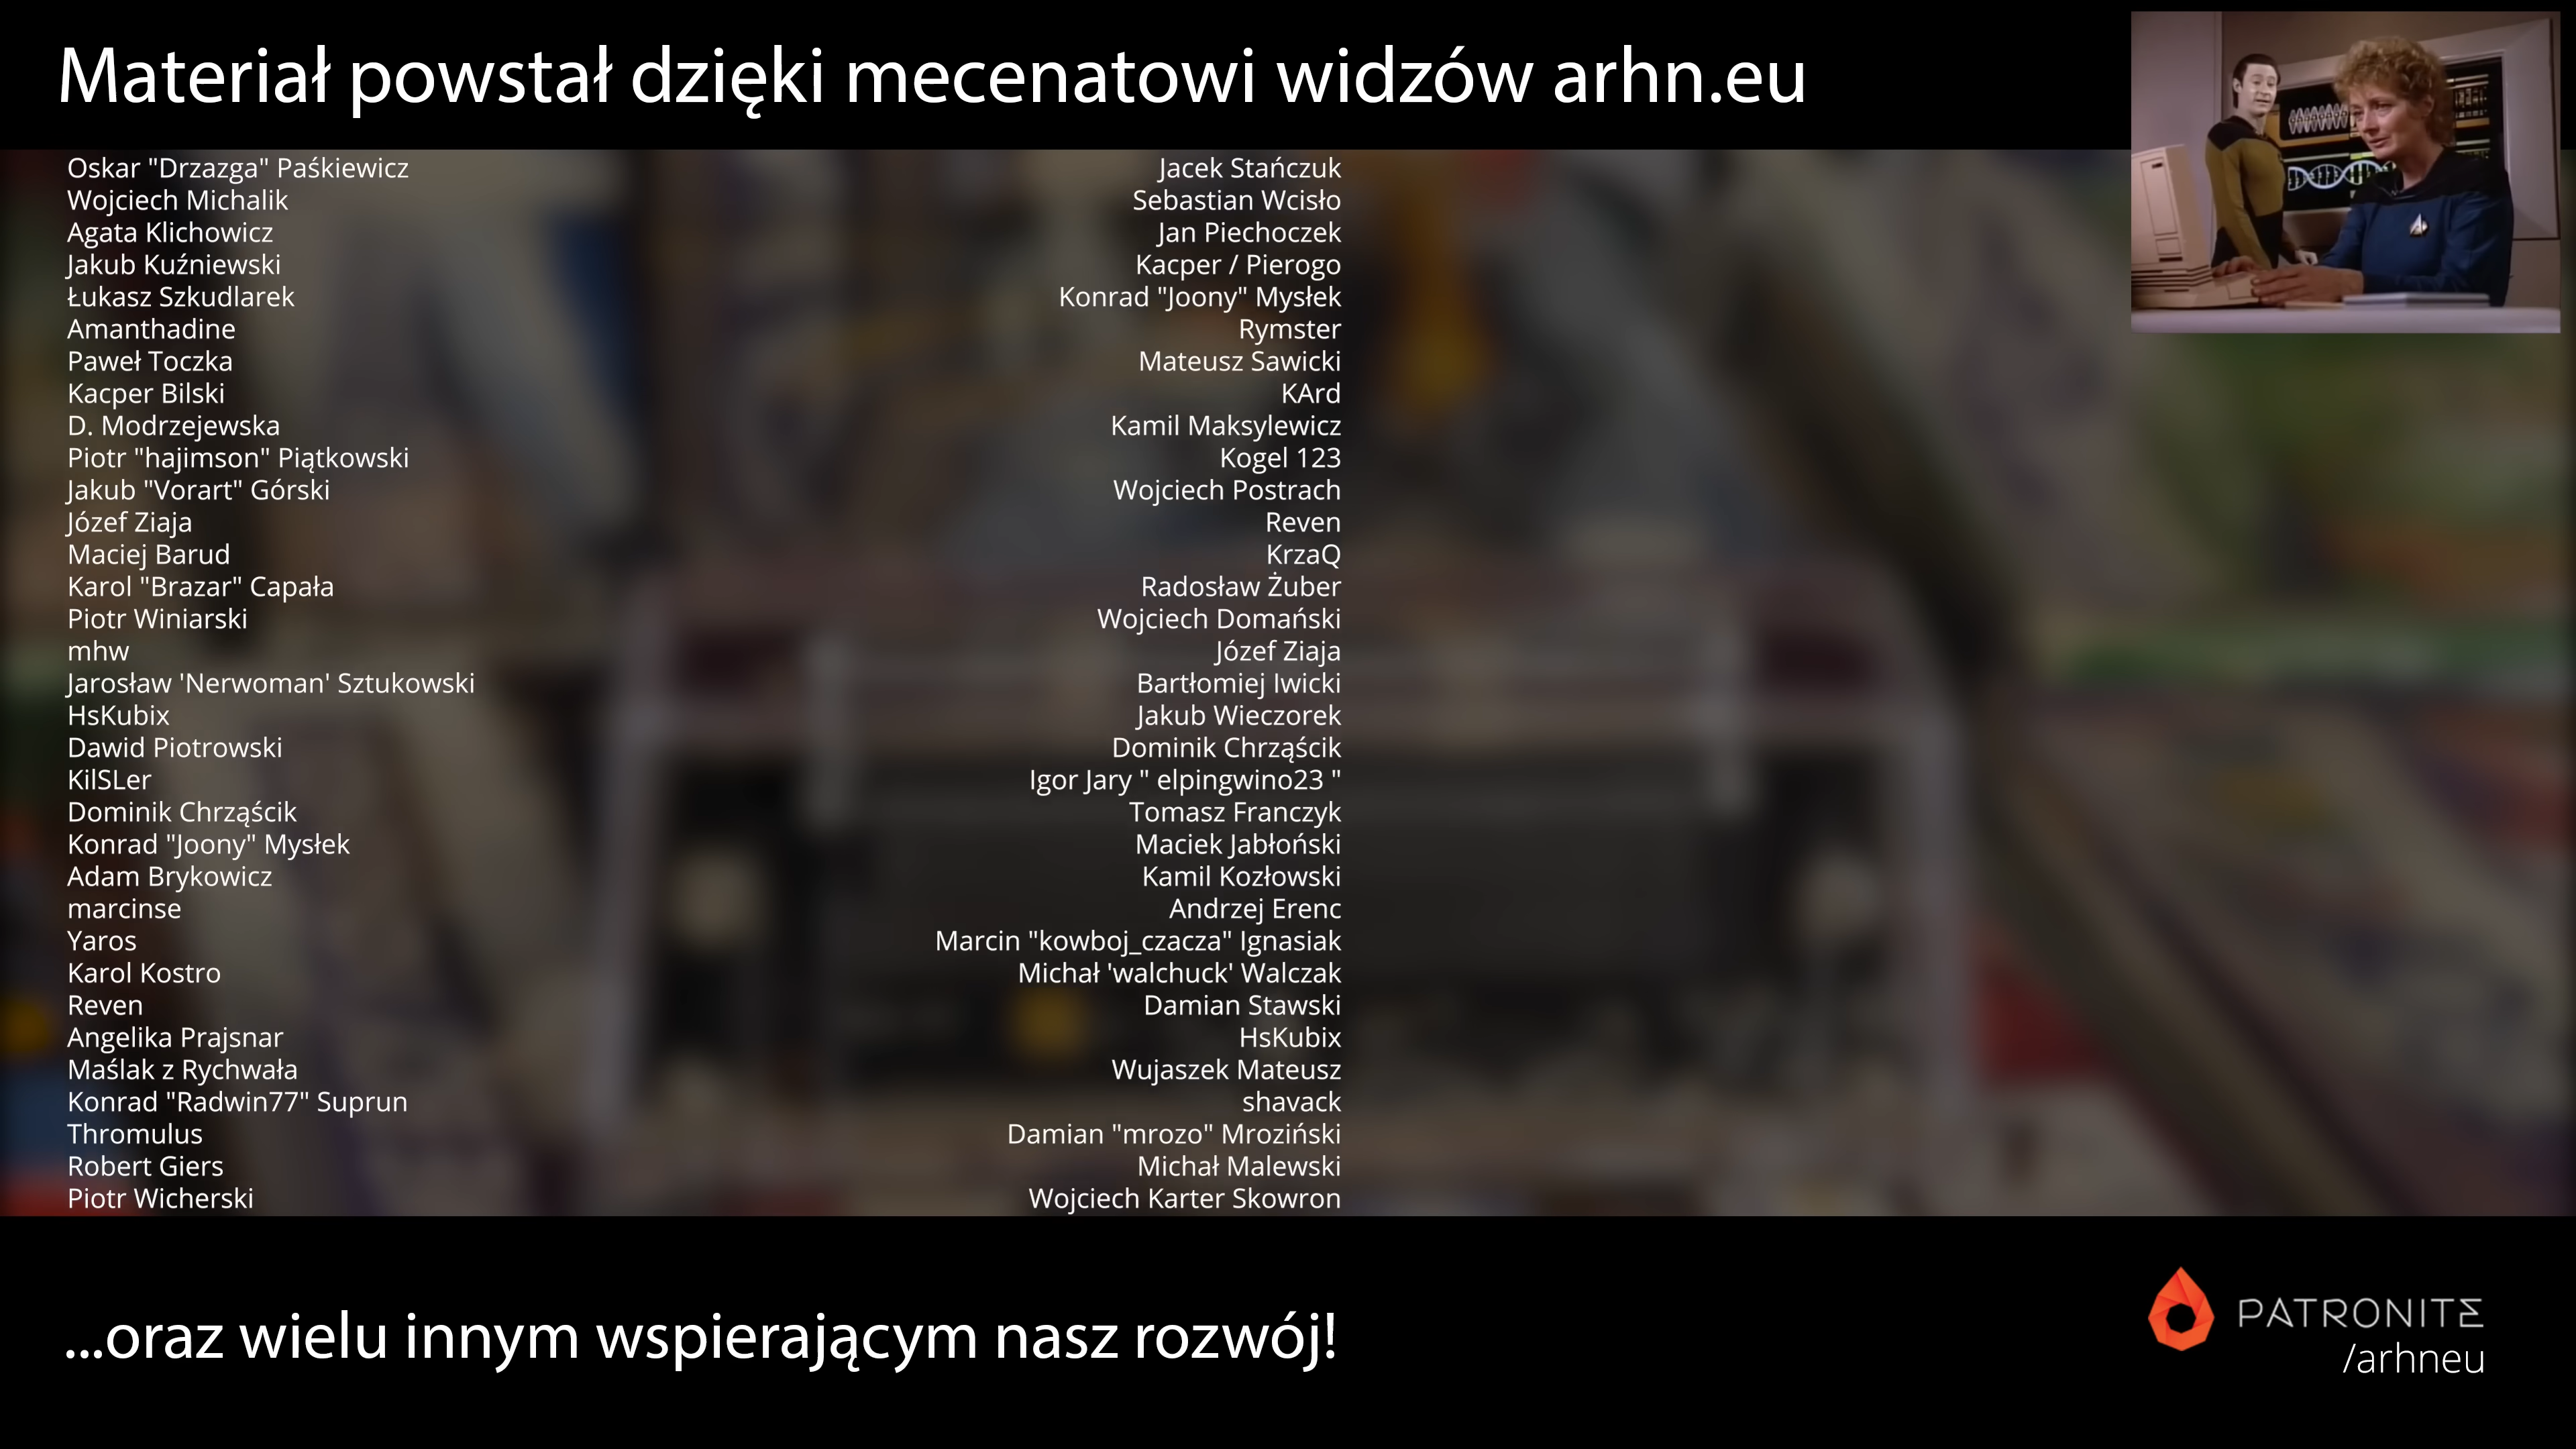 Materiał powstał dzięki mecenatowi widzów arhn.eu
Oskar "Drzazga" Paśkiewicz
Wojciech Michalik
Agata Klichowicz
Jakub Kuźniewski
Łukasz Szkudlarek
Amanthadine
Paweł Toczka
Kacper Bilski
D. Modrzejewska
Piotr "hajimson" Piątkowski
Jakub "Vorart" Górski
Józef Ziaja
Maciej Barud
Karol "Brazar" Capała
Piotr Winiarski
mhw
Jarosław 'Nerwoman' Sztukowski
HsKubix
Dawid Piotrowski
KilSLer
Dominik Chrząścik
Konrad "Joony" Mysłek
Adam Brykowicz
marcinse
Yaros
Karol Kostro
Reven
Angelika Prajsnar
Maślak z Rychwała
Konrad "Radwin77" Suprun
Thromulus
Robert Giers
Piotr Wicherski
Jacek Stańczuk
Sebastian Wcisło
Jan Piechoczek
Kacper / Pierogo
Konrad "Joony" Mysłek
Rymster
Mateusz Sawicki
KArd
Kamil Maksylewicz
Kogel 123
Wojciech Postrach
Reven
KrzaQ
Radosław Żuber
Wojciech Domański
Józef Ziaja
Bartłomiej Iwicki
Jakub Wieczorek
Dominik Chrząścik
Igor Jary " elpingwino23 "
Tomasz Franczyk
Maciek Jabłoński
Kamil Kozłowski
Andrzej Erenc
Marcin "kowboj_czacza" Ignasiak
Michał 'walchuck' Walczak
Damian Stawski
HsKubix
Wujaszek Mateusz
shavack
Damian "mrozo" Mroziński
Michał Malewski
Wojciech Karter Skowron
...oraz wielu innym wspierającym nasz rozwój!
PATRONITE
/arhneu